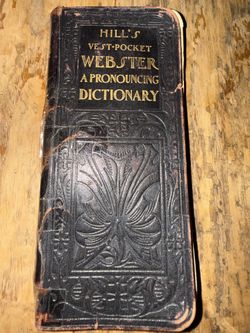 HILL'S
VEST-POCKET
WEBSTER
A PRONOUNCING
DICTIONARY